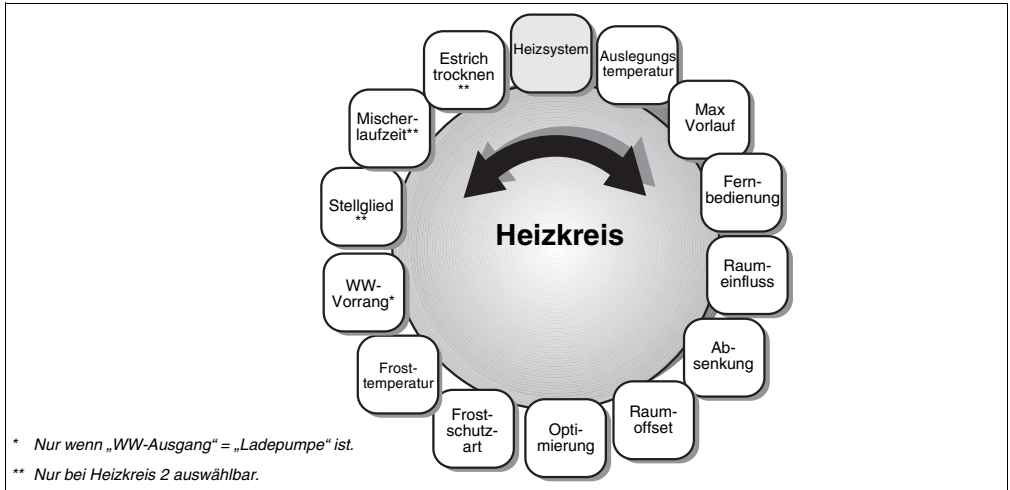 Heizsystem
Auslegungs
temperatur
Max
Vorlauf
Fern-
bedienung
Raum-
einfluss
Ab-
senkung
Raum-
offset
Opti-
mierung
Frost-
schutz-
art
Frost-
temperatur
WW-
Vorrang*
Stellglied
**
Mischer-
laufzeit**
Estrich
trocknen
**
Heizkreis
* Nur wenn „WW-Ausgang“ = „Ladepumpe“ ist.
** Nur bei Heizkreis 2 auswählbar.